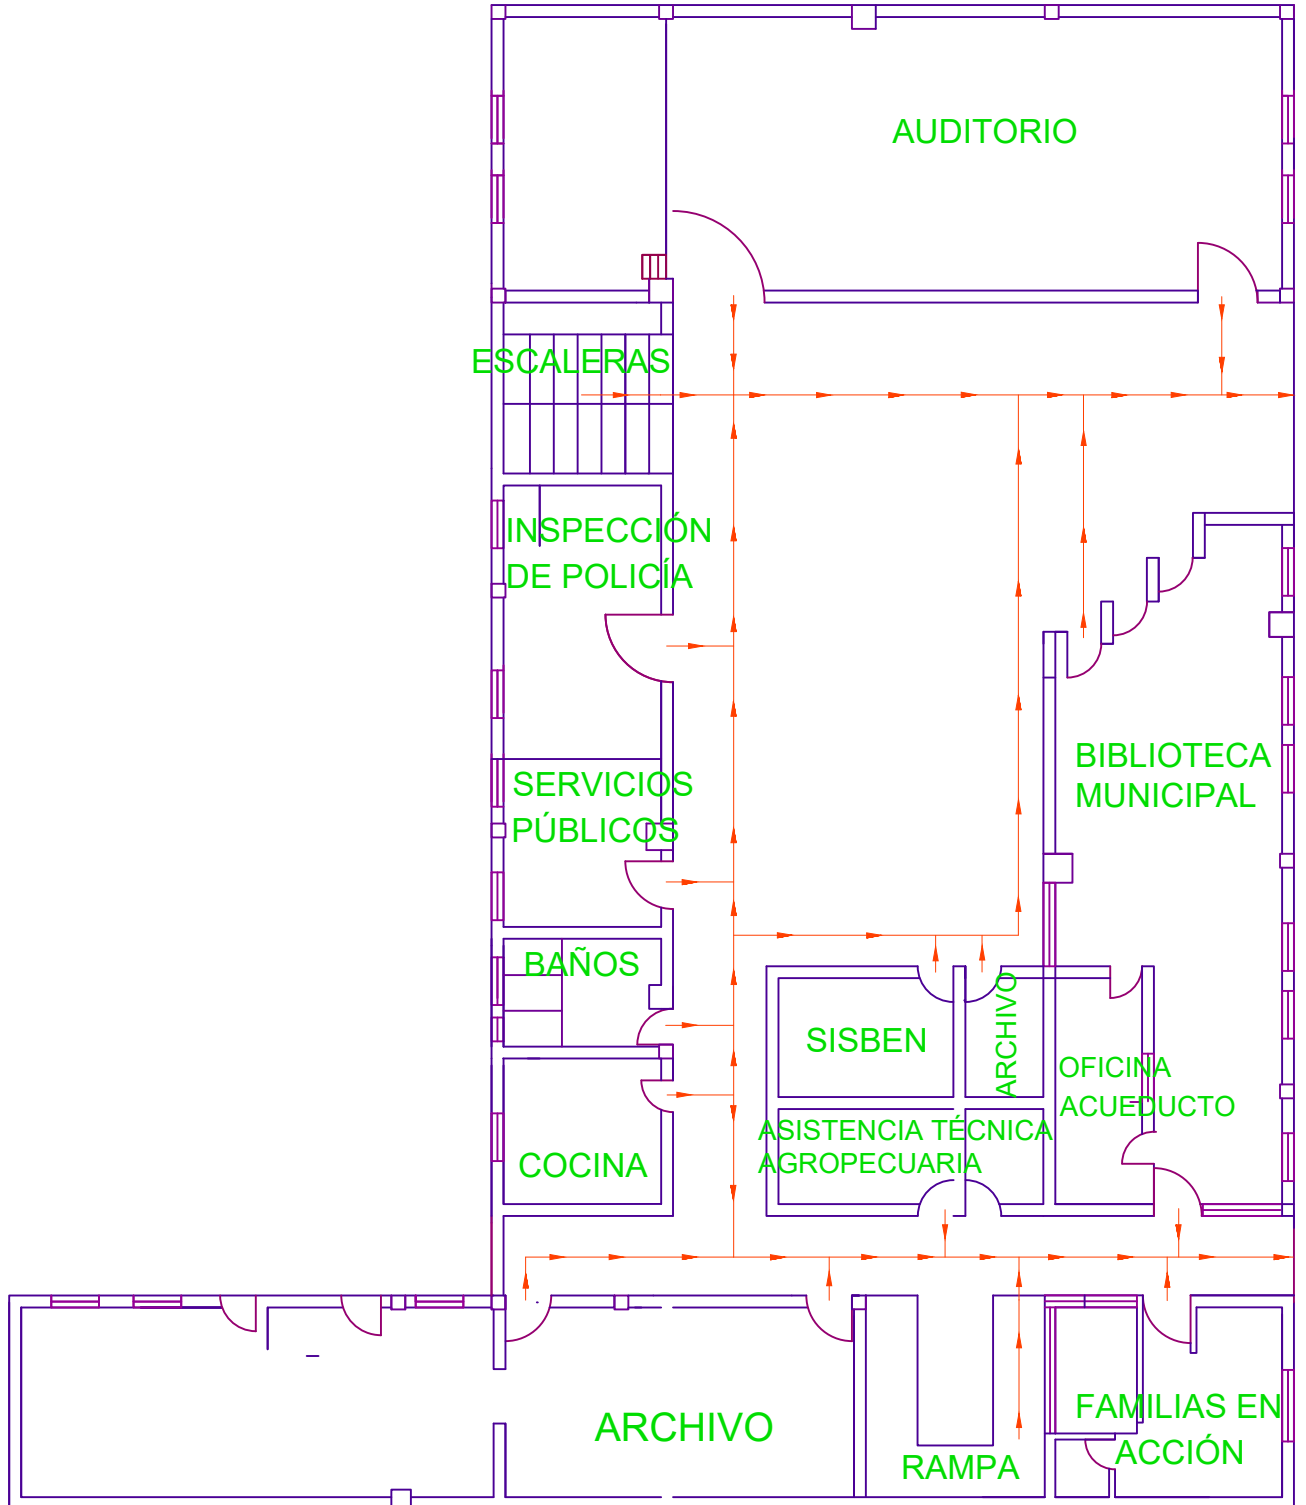 AUDITORIO
ESCALERAS
INSPECCIÓN
DE POLICÍA
BIBLIOTECA
MUNICIPAL
SERVICIOS
PÚBLICOS
BAÑOS
SISBEN
ARCHIVO
OFICINA
ACUEDUCTO
ASISTENCIA TÉCNICA
AGROPECUARIA
COCINA
ARCHIVO
RAMPA
FAMILIAS EN
ACCIÓN